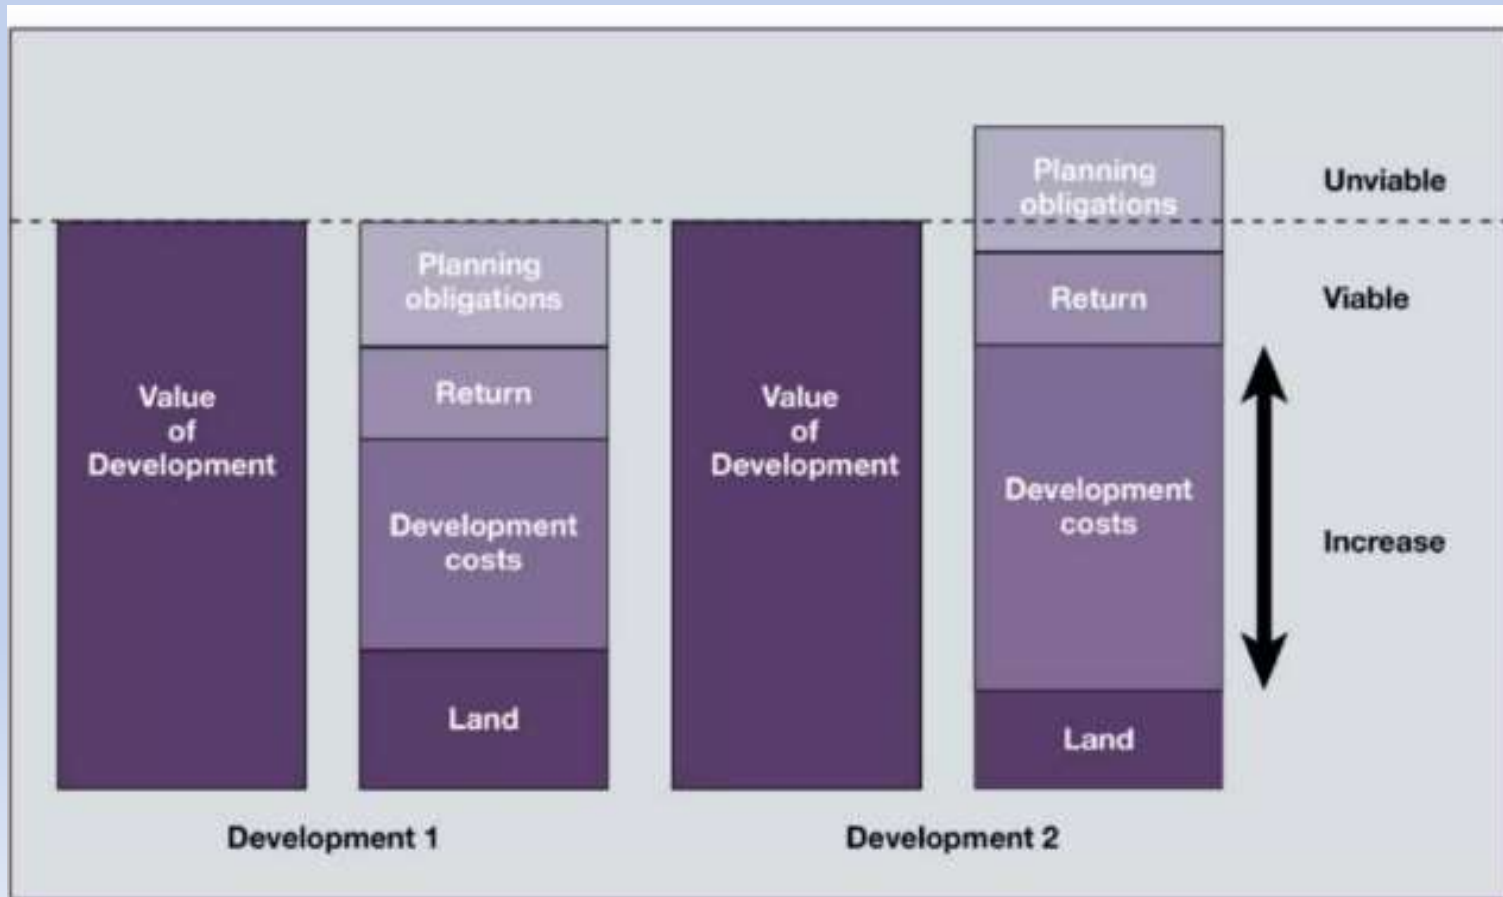 Value
of
Development
Planning
obligations
Return
Development
costs
Land
Development 1
Value
of
Development
Planning
obligations
Return
Development
costs
Land
Development 2
Unviable
Viable
Increase